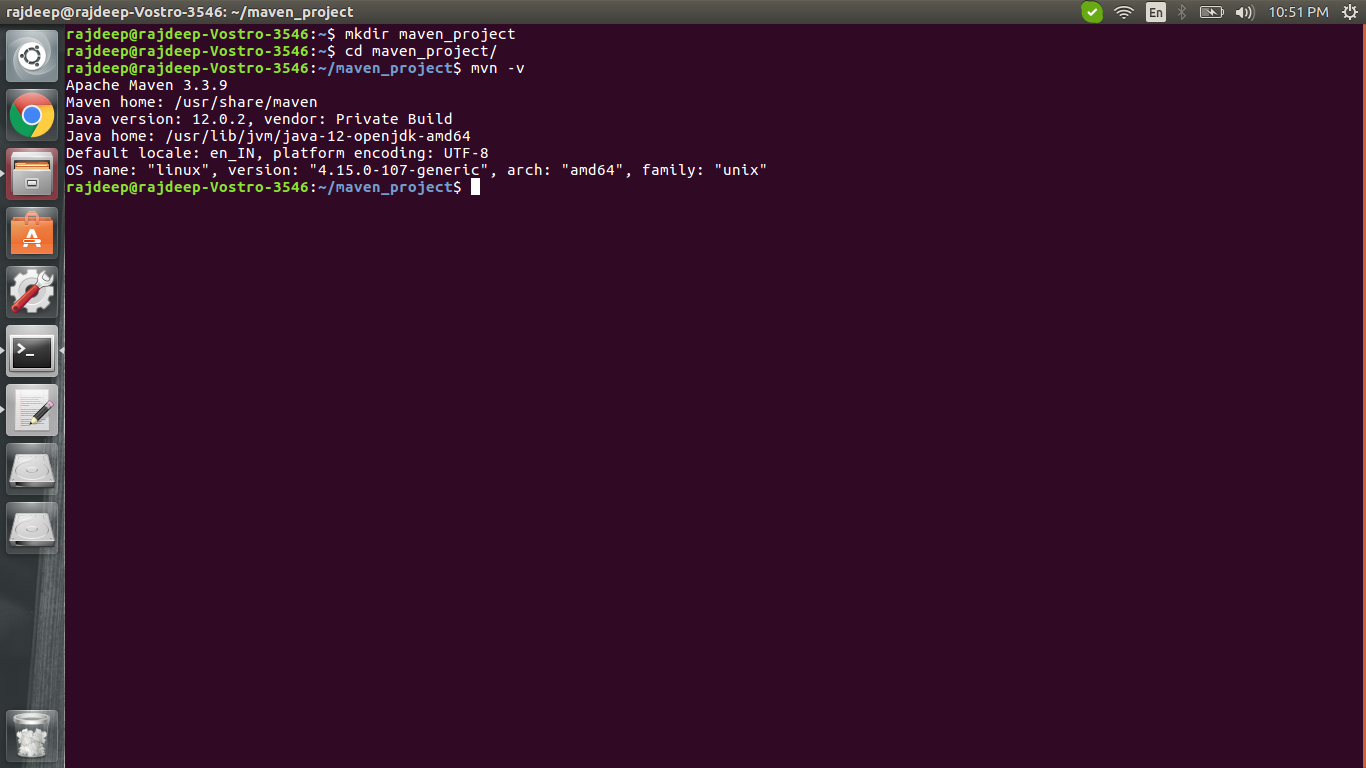 rajdeep@rajdeep-Vostro-3546: ~/maven_project
En
10:51 PM
rajdeep@rajdeep-Vostro-3546:~$ mkdir maven_project
rajdeep@rajdeep-Vostro-3546:~$ cd maven_project/
rajdeep@rajdeep-Vostro-3546:~/maven_project$ mvn -v
Apache Maven 3.3.9
Maven home: /usr/share/maven
Java version: 12.0.2, vendor: Private Build
Java home: /usr/lib/jvm/java-12-openjdk-amd64
Default locale: en_IN, platform encoding: UTF-8
OS name: "linux", version: "4.15.0-107-generic", arch: "amd64", family: "unix"
rajdeep@rajdeep-Vostro-3546:~/maven_project$